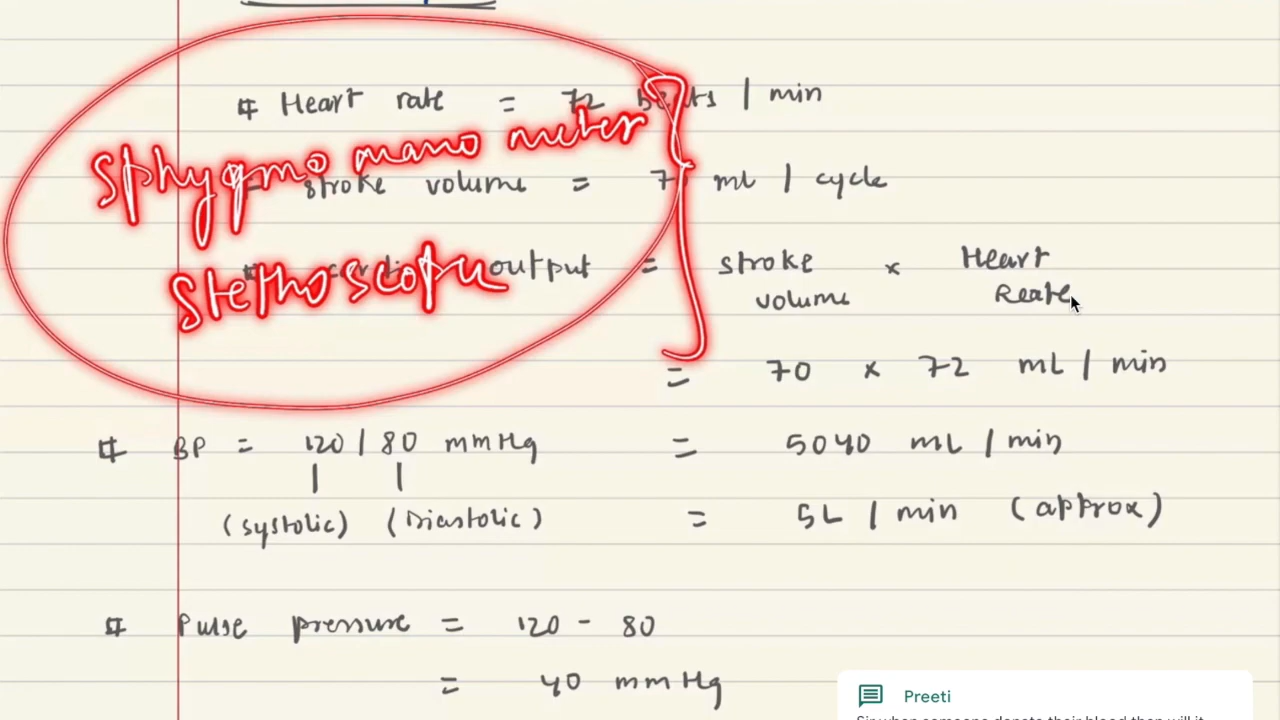 # Heart rate = 72 beats / min
sphygmo mano meter
stroke volume = 70 ml / cycle
stethoscope
output = stroke volume × Heart Reate
= 70 × 72 mL / min
# BP = 120 / 80 mmHg = 5040 mL / min
(systolic) (Diastolic) = 5L / min (approx)
# Pulse pressure = 120 - 80
= 40 mmHg
Preeti